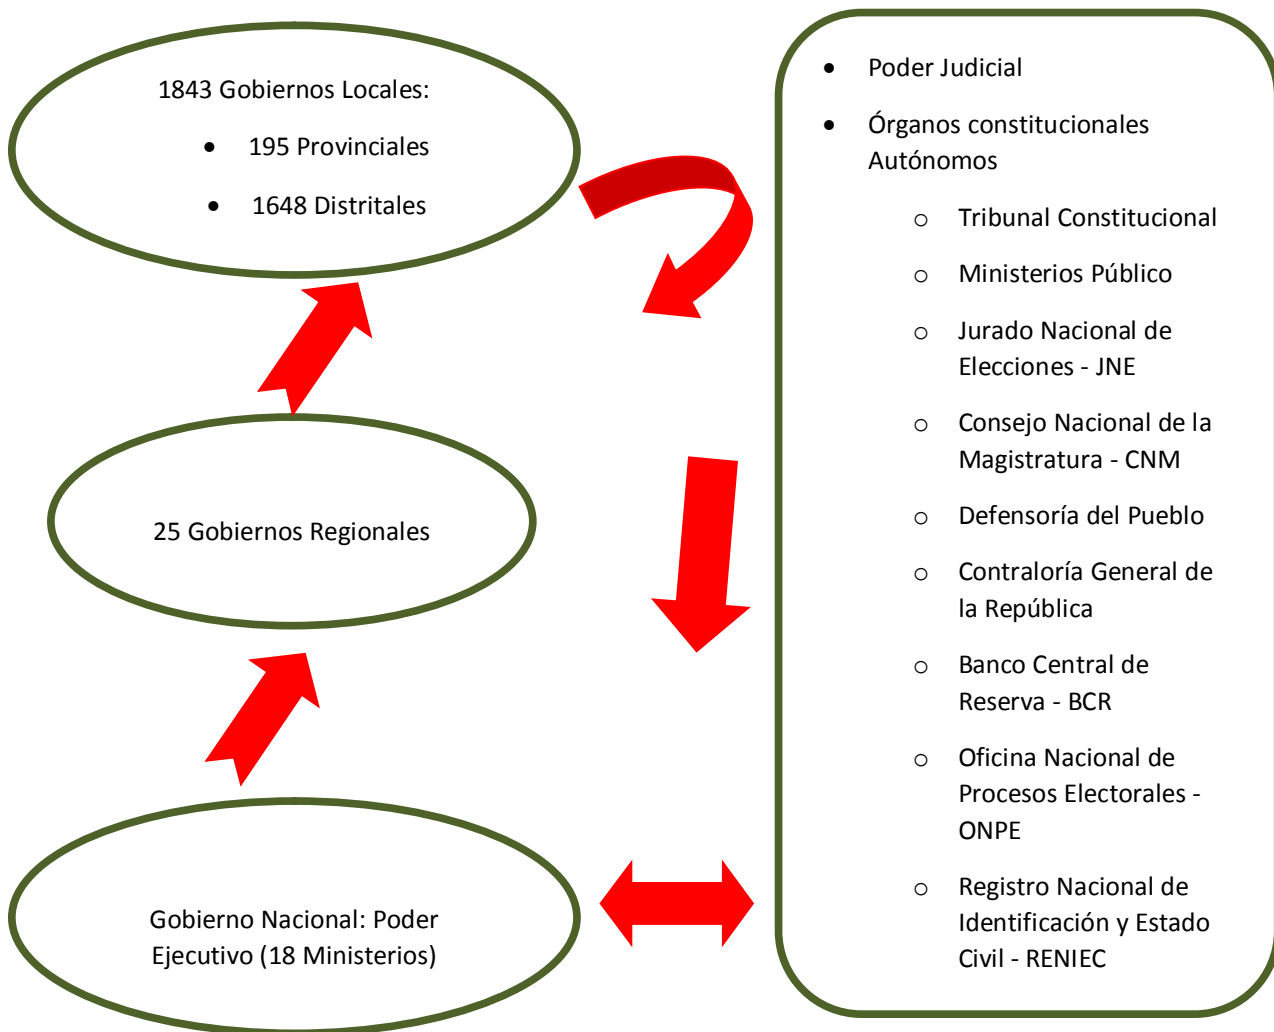 1843 Gobiernos Locales:
• 195 Provinciales
• 1648 Distritales
25 Gobiernos Regionales
Gobierno Nacional: Poder
Ejecutivo (18 Ministerios)
• Poder Judicial
• Órganos constitucionales
Autónomos
o Tribunal Constitucional
o Ministerios Público
o Jurado Nacional de
Elecciones - JNE
o Consejo Nacional de la
Magistratura - CNM
o Defensoría del Pueblo
o Contraloría General de
la República
o Banco Central de
Reserva - BCR
o Oficina Nacional de
Procesos Electorales -
ONPE
o Registro Nacional de
Identificación y Estado
Civil - RENIEC